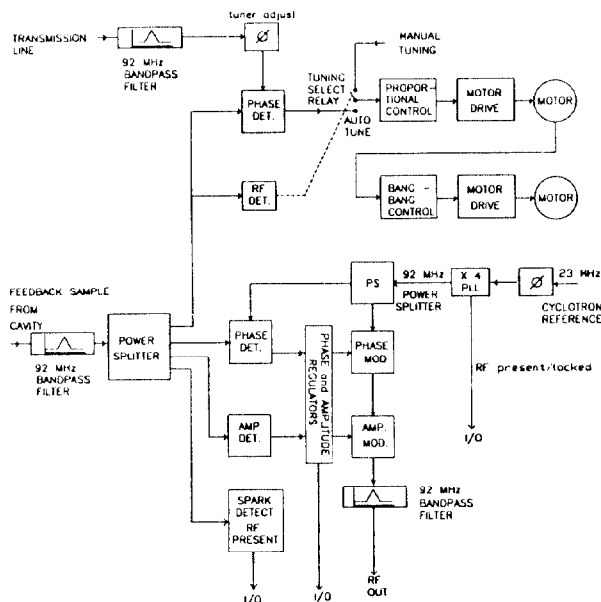 tuner adjust
TRANSMISSION
LINE
92 MHz
BANDPASS
FILTER
Ø
PHASE
DET.
TUNING
SELECT
RELAY
MANUAL
TUNING
AUTO
TUNE
PROPOR-
TIONAL
CONTROL
MOTOR
DRIVE
MOTOR
RF
DET.
BANG -
BANG
CONTROL
MOTOR
DRIVE
MOTOR
FEEDBACK SAMPLE
FROM
CAVITY
92 MHz
BANDPASS
FILTER
POWER
SPLITTER
PS
92 MHz
POWER
SPLITTER
X 4
PLL
Ø
23 MHz
CYCLOTRON
REFERENCE
PHASE
DET.
PHASE and AMPLITUDE
REGULATORS
PHASE
MOD.
RF present/locked
AMP
DET.
AMP.
MOD.
I/O
92 MHz
BANDPASS
FILTER
SPARK
DETECT
RF
PRESENT
I/O
I/O
RF
OUT